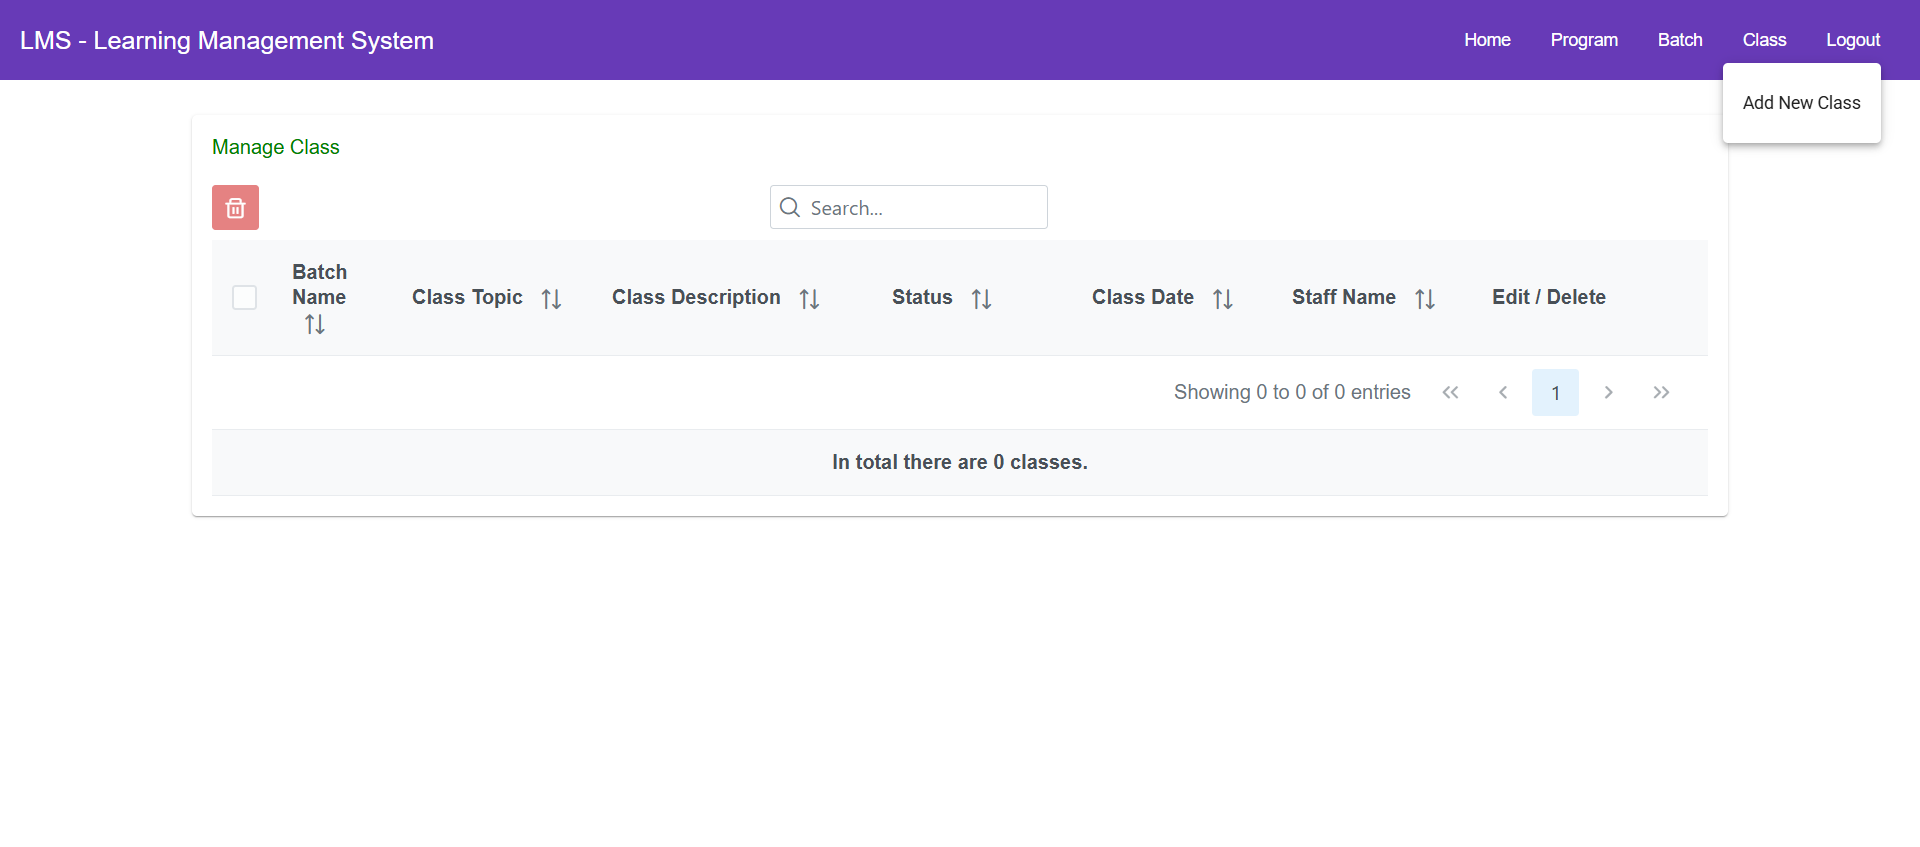 LMS - Learning Management System
Home Program Batch Class Logout
Add New Class
Manage Class
Search...
Batch
Name
Class Topic
Class Description
Status
Class Date
Staff Name
Edit / Delete
Showing 0 to 0 of 0 entries
1
In total there are 0 classes.